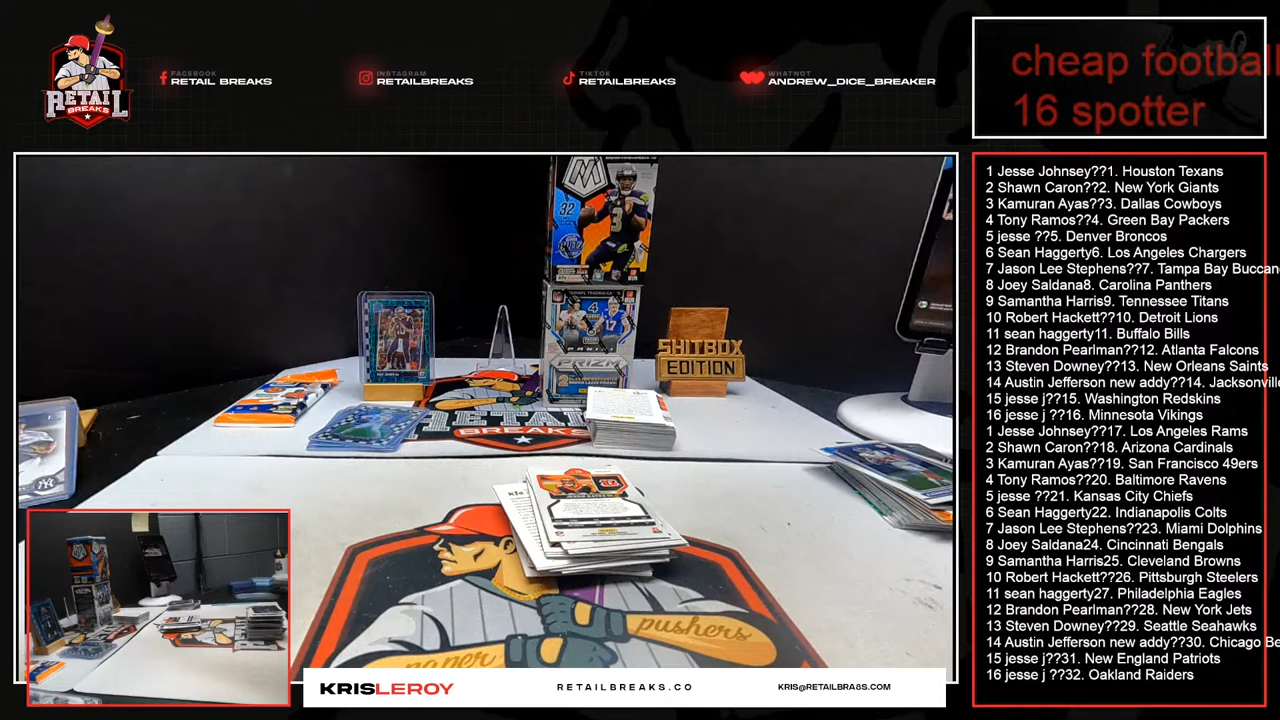 FACEBOOK
RETAIL BREAKS
INSTAGRAM
RETAILBREAKS
TIKTOK
RETAILBREAKS
WHATNOT
ANDREW_DICE_BREAKER
RETAIL
BREAKS
cheap football
16 spotter
1 Jesse Johnsey??1. Houston Texans
2 Shawn Caron??2. New York Giants
3 Kamuran Ayas??3. Dallas Cowboys
4 Tony Ramos??4. Green Bay Packers
5 jesse ??5. Denver Broncos
6 Sean Haggerty6. Los Angeles Chargers
7 Jason Lee Stephens??7. Tampa Bay Buccan
8 Joey Saldana8. Carolina Panthers
9 Samantha Harris9. Tennessee Titans
10 Robert Hackett??10. Detroit Lions
11 sean haggerty11. Buffalo Bills
12 Brandon Pearlman??12. Atlanta Falcons
13 Steven Downey??13. New Orleans Saints
14 Austin Jefferson new addy??14. Jacksonville
15 jesse j??15. Washington Redskins
16 jesse j ??16. Minnesota Vikings
1 Jesse Johnsey??17. Los Angeles Rams
2 Shawn Caron??18. Arizona Cardinals
3 Kamuran Ayas??19. San Francisco 49ers
4 Tony Ramos??20. Baltimore Ravens
5 jesse ??21. Kansas City Chiefs
6 Sean Haggerty22. Indianapolis Colts
7 Jason Lee Stephens??23. Miami Dolphins
8 Joey Saldana24. Cincinnati Bengals
9 Samantha Harris25. Cleveland Browns
10 Robert Hackett??26. Pittsburgh Steelers
11 sean haggerty27. Philadelphia Eagles
12 Brandon Pearlman??28. New York Jets
13 Steven Downey??29. Seattle Seahawks
14 Austin Jefferson new addy??30. Chicago Be
15 jesse j??31. New England Patriots
16 jesse j ??32. Oakland Raiders
32
PRIZM
SHITBOX
EDITION
RETAIL
BREAKS
paper
pushers
KRISLEROY
RETAILBREAKS.CO
KRIS@RETAILBRA8S.COM